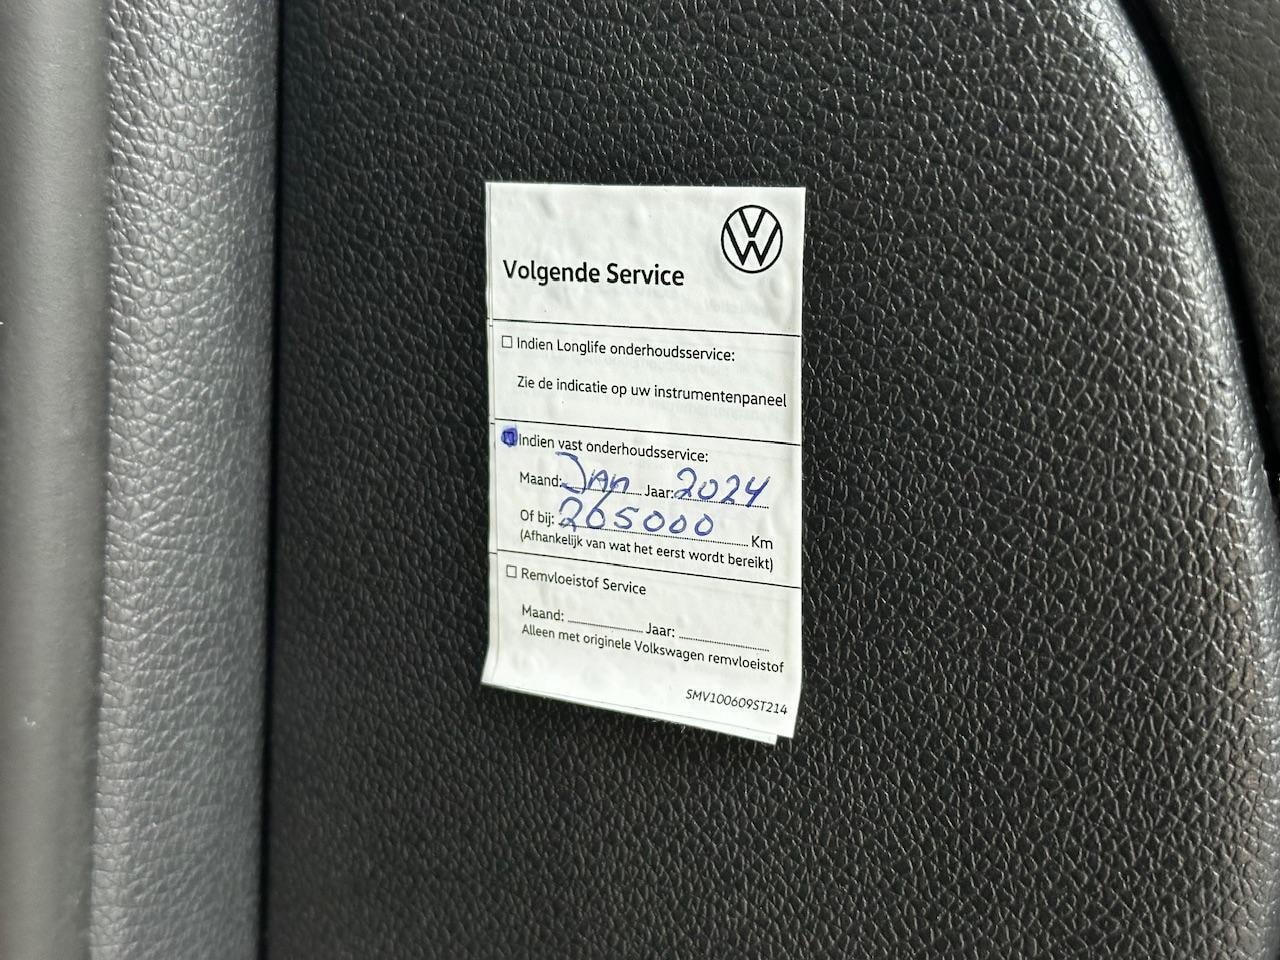 Volgende Service
Indien Longlife onderhoudsservice:
Zie de indicatie op uw instrumentenpaneel
Indien vast onderhoudsservice:
Maand: Jan Jaar: 2024
Of bij: 265000 Km
(Afhankelijk van wat het eerst wordt bereikt)
Remvloeistof Service
Maand: Jaar:
Alleen met originele Volkswagen remvloeistof
SMV100609ST214